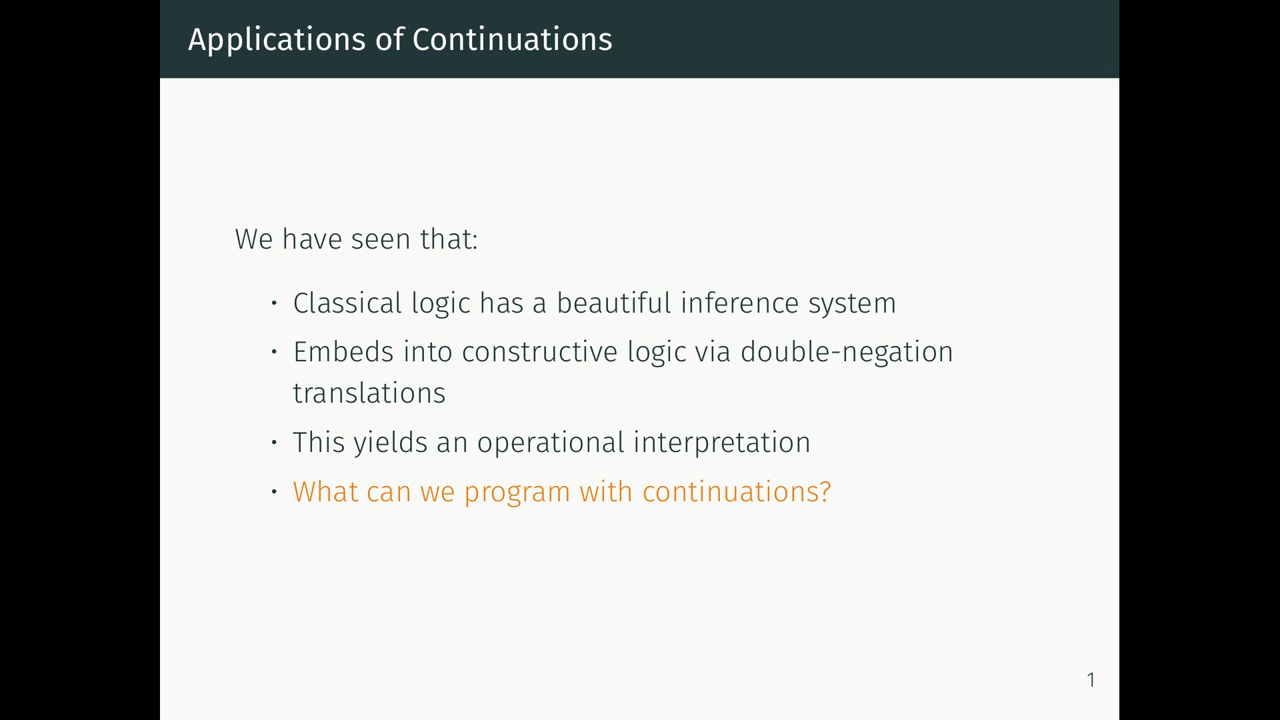 Applications of Continuations
We have seen that:
• Classical logic has a beautiful inference system
• Embeds into constructive logic via double-negation
translations
• This yields an operational interpretation
• What can we program with continuations?
1